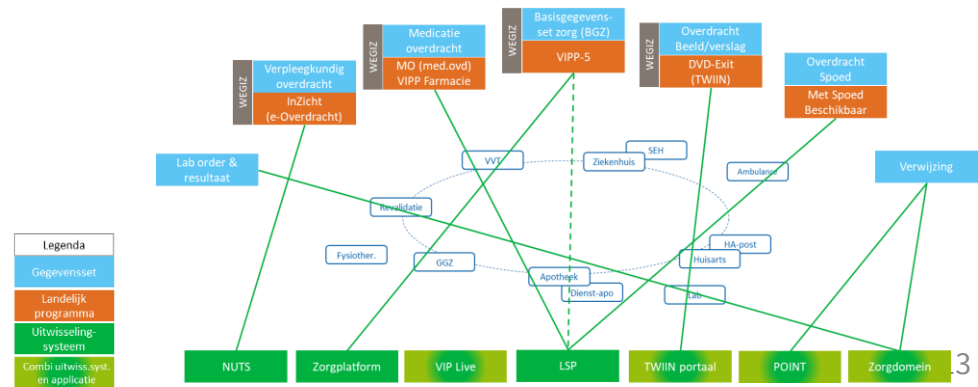 WEGIZ
Verpleegkundig
overdracht
InZicht
(e-Overdracht)
WEGIZ
Medicatie
overdracht
MO (med.ovd)
VIPP Farmacie
WEGIZ
Basisgegevens-
set zorg (BGZ)
VIPP-5
WEGIZ
Overdracht
Beeld/verslag
DVD-Exit
(TWIIN)
Overdracht
Spoed
Met Spoed
Beschikbaar
Lab order &
resultaat
Verwijzing
VVT
Ziekenhuis
SEH
Ambulance
Revalidatie
HA-post
Huisarts
Fysiother.
GGZ
Apotheek
Dienst-apo
Lab
Legenda
Gegevensset
Landelijk
programma
Uitwisseling-
systeem
Combi uitwiss.syst.
en applicatie
NUTS
Zorgplatform
VIP Live
LSP
TWIIN portaal
POINT
Zorgdomein
13